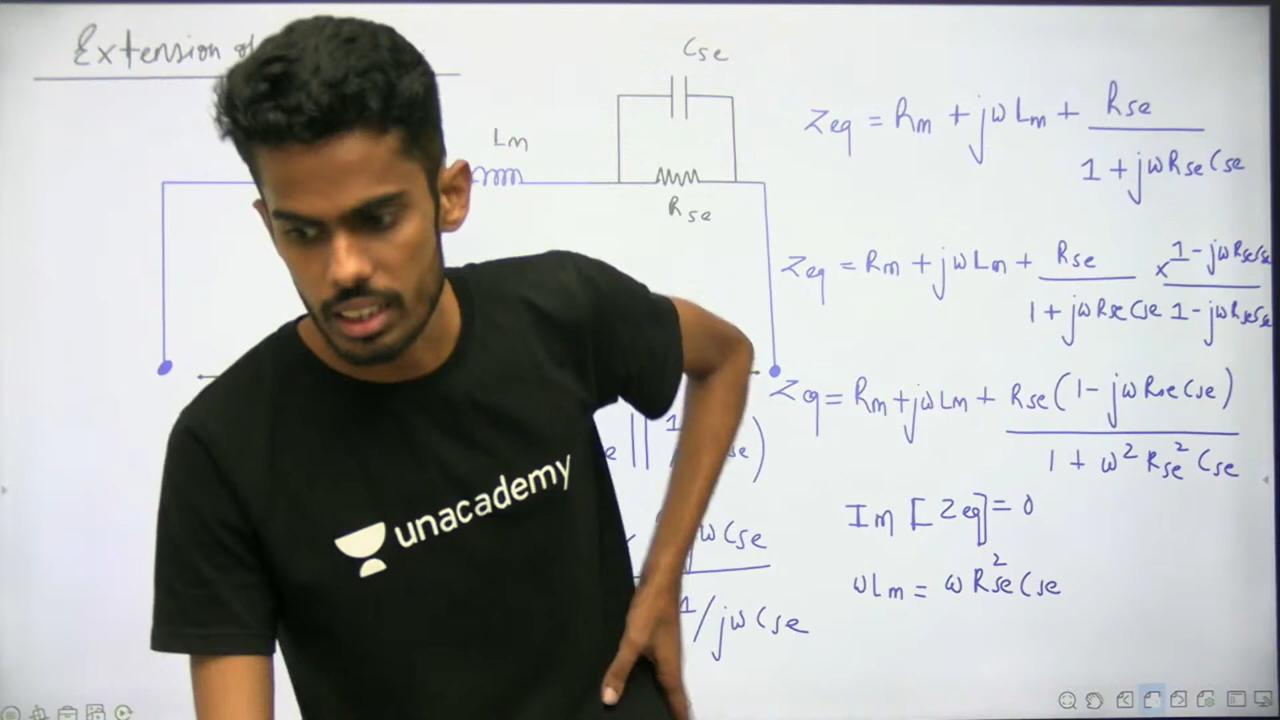 Extension of
Cse
Lm
Rse
Zeq = Rm + jωLm + Rse / 1 + jωRseCse
Zeq = Rm + jωLm + Rse / 1 + jωRseCse × 1 - jωRseCse / 1 - jωRseCse
Zeq = Rm + jωLm + Rse (1 - jωRseCse) / 1 + ω² Rse² Cse
Im [Zeq] = 0
ωLm = ωRse² Cse
ωCse
1/jωCse
unacademy